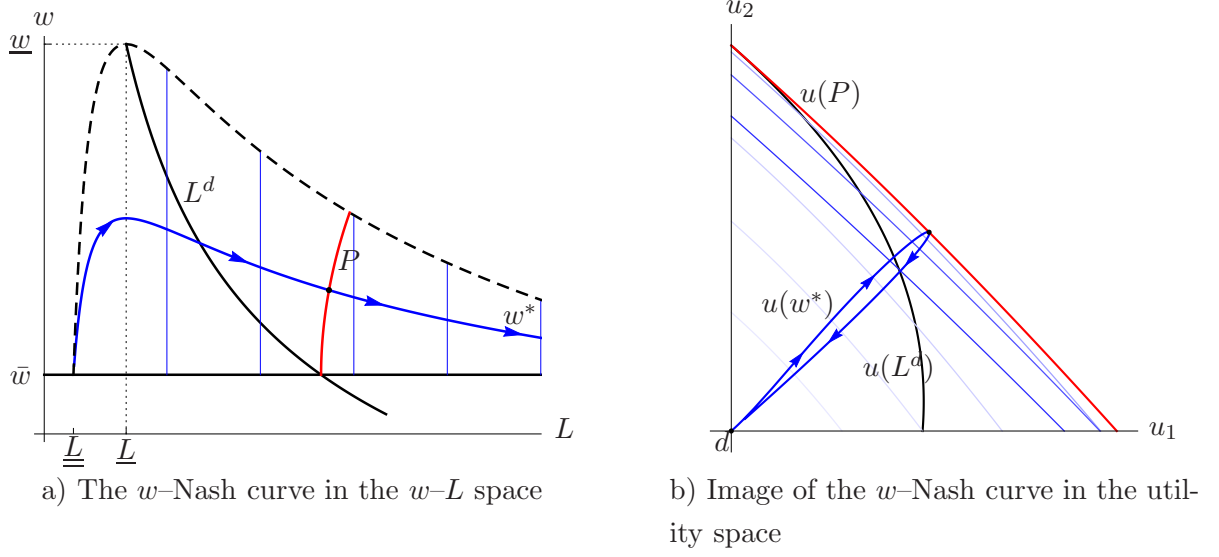 w
w
L^d
P
w*
w̄
L
L
L
a) The w–Nash curve in the w–L space
u₂
u(P)
u(w*)
u(L^d)
d
u₁
b) Image of the w–Nash curve in the util-
ity space